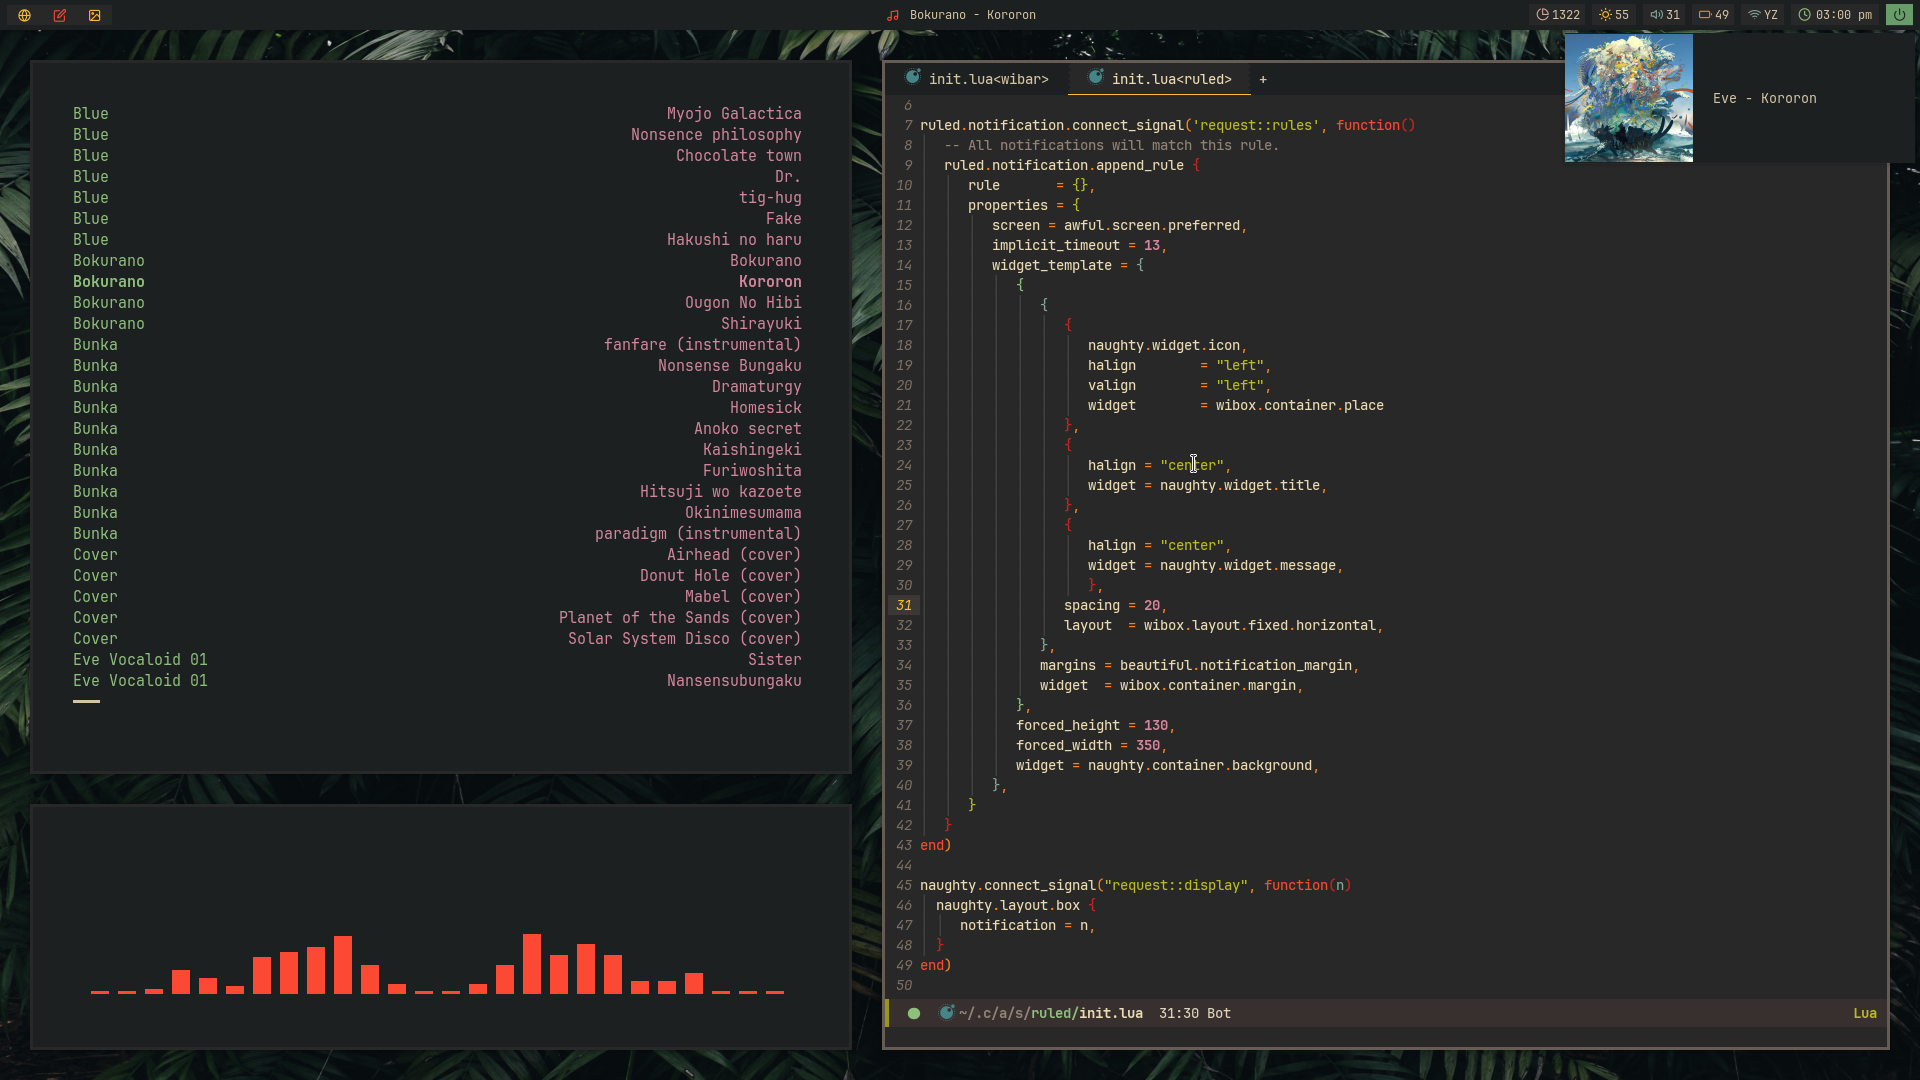 Bokurano - Kororon
1322
55
31
49
YZ
03:00 pm
Blue Myojo Galactica
Blue Nonsence philosophy
Blue Chocolate town
Blue Dr.
Blue tig-hug
Blue Fake
Blue Hakushi no haru
Bokurano Bokurano
Bokurano Kororon
Bokurano Ougon No Hibi
Bokurano Shirayuki
Bunka fanfare (instrumental)
Bunka Nonsense Bungaku
Bunka Dramaturgy
Bunka Homesick
Bunka Anoko secret
Bunka Kaishingeki
Bunka Furiwoshita
Bunka Hitsuji wo kazoete
Bunka Okinimesumama
Bunka paradigm (instrumental)
Cover Airhead (cover)
Cover Donut Hole (cover)
Cover Mabel (cover)
Cover Planet of the Sands (cover)
Cover Solar System Disco (cover)
Eve Vocaloid 01 Sister
Eve Vocaloid 01 Nansensubungaku
init.lua<wibar> init.lua<ruled> +
Eve - Kororon
6
7 ruled.notification.connect_signal('request::rules', function()
8 -- All notifications will match this rule.
9 ruled.notification.append_rule {
10 rule = {},
11 properties = {
12 screen = awful.screen.preferred,
13 implicit_timeout = 13,
14 widget_template = {
15 {
16 {
17 {
18 naughty.widget.icon,
19 halign = "left",
20 valign = "left",
21 widget = wibox.container.place
22 },
23 {
24 halign = "center",
25 widget = naughty.widget.title,
26 },
27 {
28 halign = "center",
29 widget = naughty.widget.message,
30 },
31 spacing = 20,
32 layout = wibox.layout.fixed.horizontal,
33 },
34 margins = beautiful.notification_margin,
35 widget = wibox.container.margin,
36 },
37 forced_height = 130,
38 forced_width = 350,
39 widget = naughty.container.background,
40 },
41 }
42 }
43 end)
44
45 naughty.connect_signal("request::display", function(n)
46 naughty.layout.box {
47 notification = n,
48 }
49 end)
50
~/.c/a/s/ruled/init.lua 31:30 Bot Lua